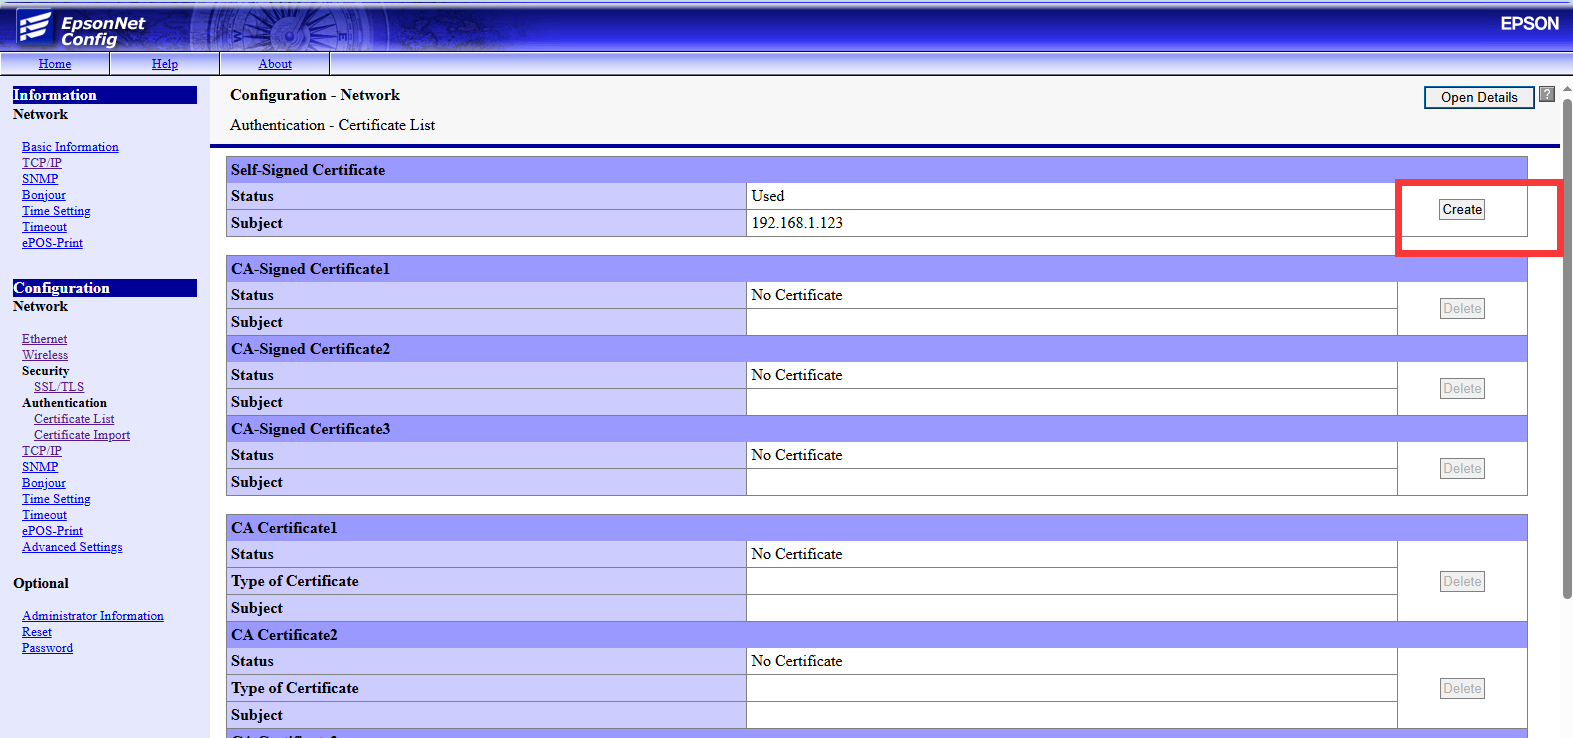 EpsonNet
Config
EPSON
Home Help About
Information
Network
Basic Information
TCP/IP
SNMP
Bonjour
Time Setting
Timeout
ePOS-Print
Configuration
Network
Ethernet
Wireless
Security
SSL/TLS
Authentication
Certificate List
Certificate Import
TCP/IP
SNMP
Bonjour
Time Setting
Timeout
ePOS-Print
Advanced Settings
Optional
Administrator Information
Reset
Password
Configuration - Network
Open Details ?
Authentication - Certificate List
Self-Signed Certificate
Status Used
Create
Subject 192.168.1.123
CA-Signed Certificate1
Status No Certificate
Delete
Subject
CA-Signed Certificate2
Status No Certificate
Delete
Subject
CA-Signed Certificate3
Status No Certificate
Delete
Subject
CA Certificate1
Status No Certificate
Type of Certificate Delete
Subject
CA Certificate2
Status No Certificate
Type of Certificate Delete
Subject